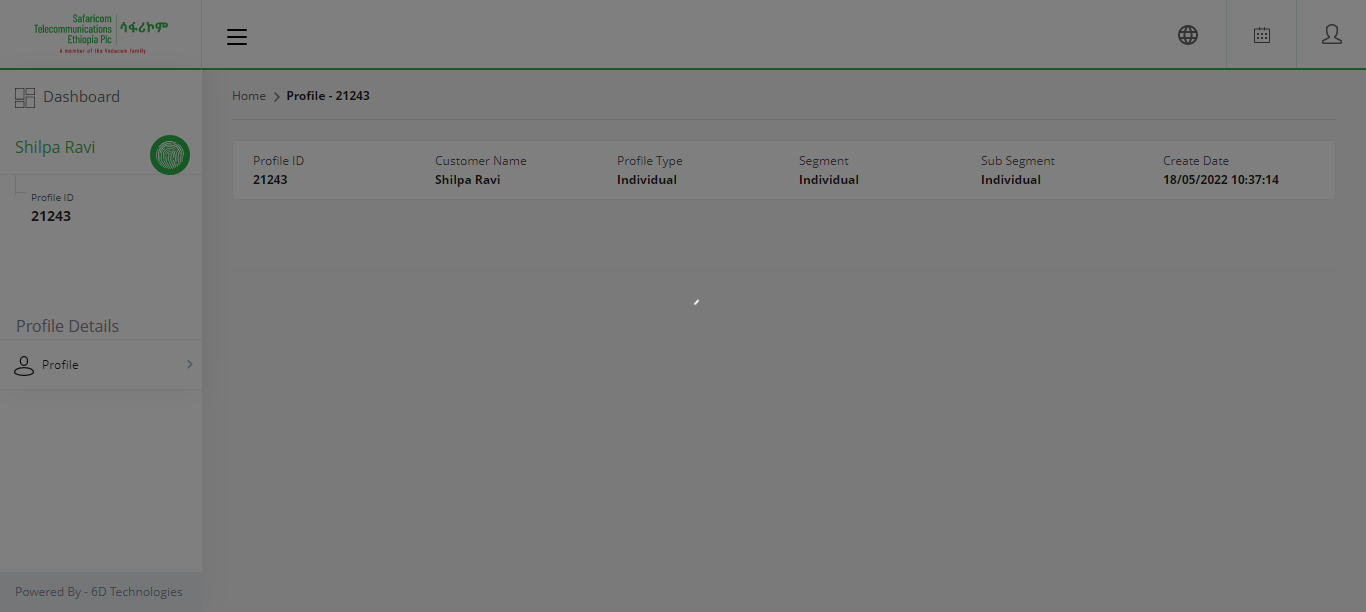 Safaricom
Telecommunications
Ethiopia Plc
ሳፋሪኮም
A member of the Vodacom family
Dashboard
Shilpa Ravi
Profile ID
21243
Profile Details
Profile
Powered By - 6D Technologies
Home > Profile - 21243
Profile ID Customer Name Profile Type Segment Sub Segment Create Date
21243 Shilpa Ravi Individual Individual Individual 18/05/2022 10:37:14